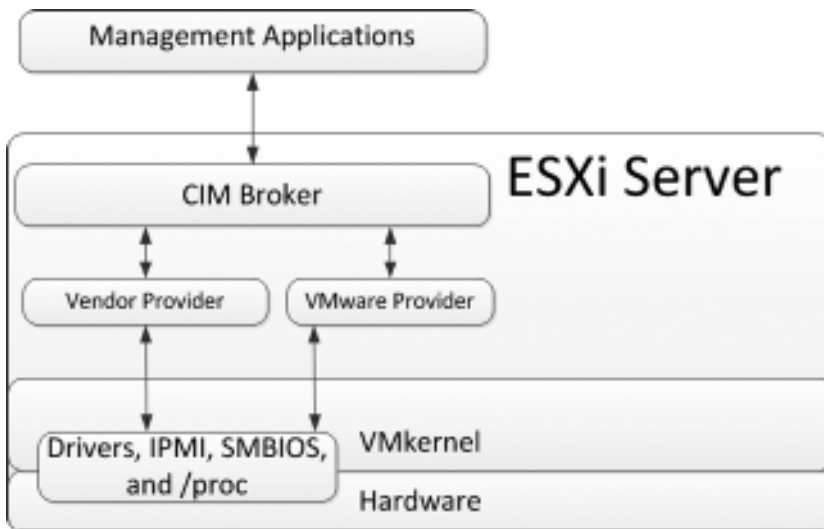 Management Applications
ESXi Server
CIM Broker
Vendor Provider
VMware Provider
Drivers, IPMI, SMBIOS,
and /proc
VMkernel
Hardware